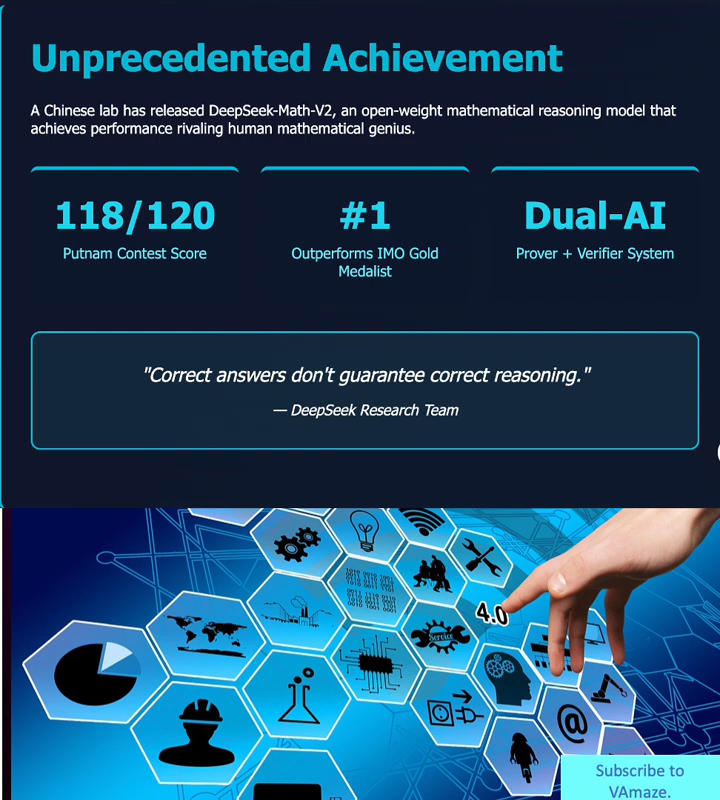 Unprecedented Achievement
A Chinese lab has released DeepSeek-Math-V2, an open-weight mathematical reasoning model that
achieves performance rivaling human mathematical genius.
118/120
Putnam Contest Score
#1
Outperforms IMO Gold
Medalist
Dual-AI
Prover + Verifier System
"Correct answers don't guarantee correct reasoning."
— DeepSeek Research Team
4.0
Service
@
Subscribe to
VAmaze.